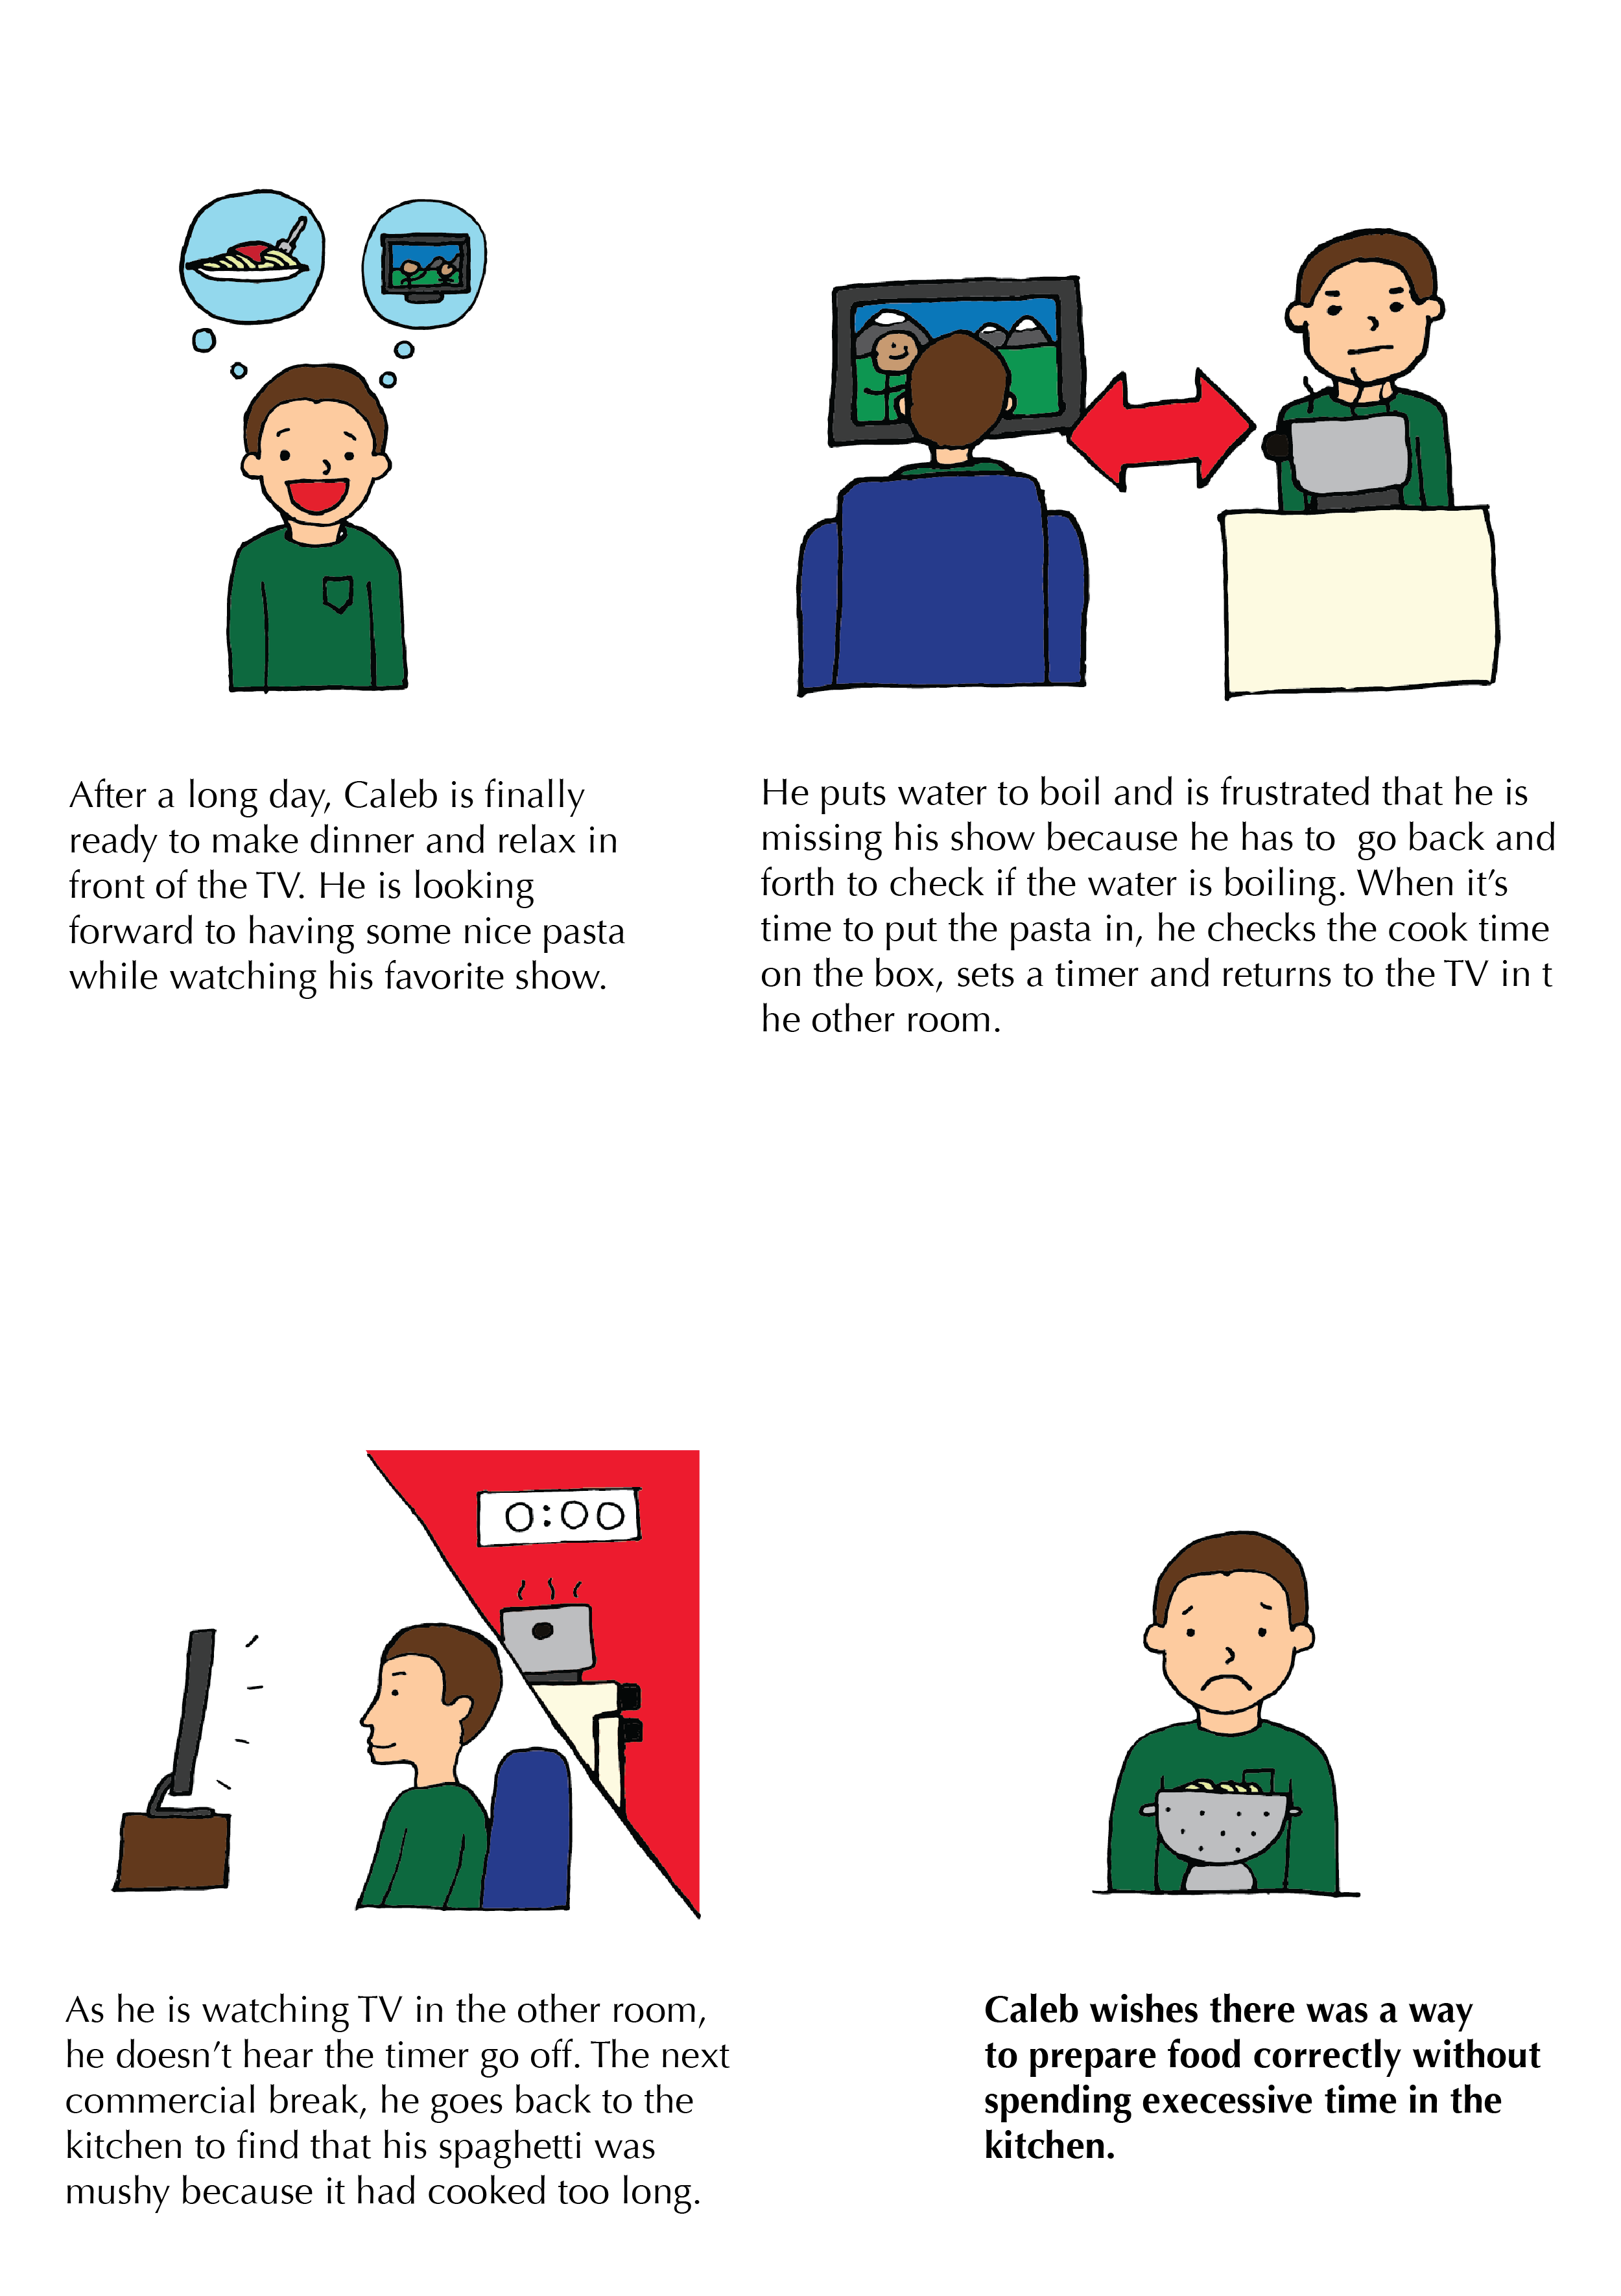 After a long day, Caleb is finally
ready to make dinner and relax in
front of the TV. He is looking
forward to having some nice pasta
while watching his favorite show.
He puts water to boil and is frustrated that he is
missing his show because he has to  go back and
forth to check if the water is boiling. When it’s
time to put the pasta in, he checks the cook time
on the box, sets a timer and returns to the TV in t
he other room.
0:00
As he is watching TV in the other room,
he doesn’t hear the timer go off. The next
commercial break, he goes back to the
kitchen to find that his spaghetti was
mushy because it had cooked too long.
Caleb wishes there was a way
to prepare food correctly without
spending execessive time in the
kitchen.